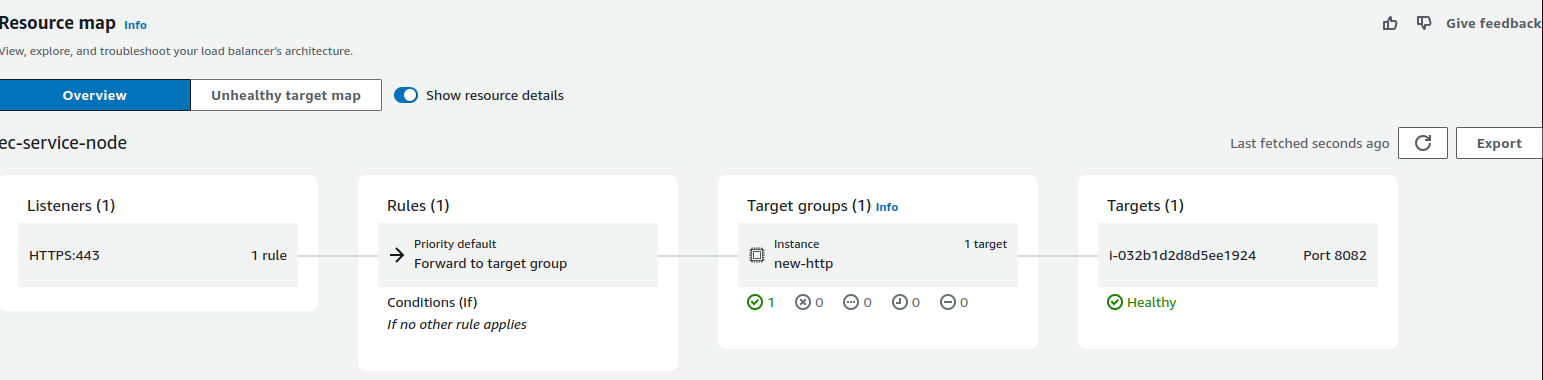 Resource map Info
Give feedback
View, explore, and troubleshoot your load balancer's architecture.
Overview
Unhealthy target map
Show resource details
ec-service-node
Last fetched seconds ago
Export
Listeners (1)
HTTPS:443
1 rule
Rules (1)
Priority default
Forward to target group
Conditions (If)
If no other rule applies
Target groups (1) Info
Instance
1 target
new-http
1 0 0 0 0
Targets (1)
i-032b1d2d8d5ee1924
Port 8082
Healthy